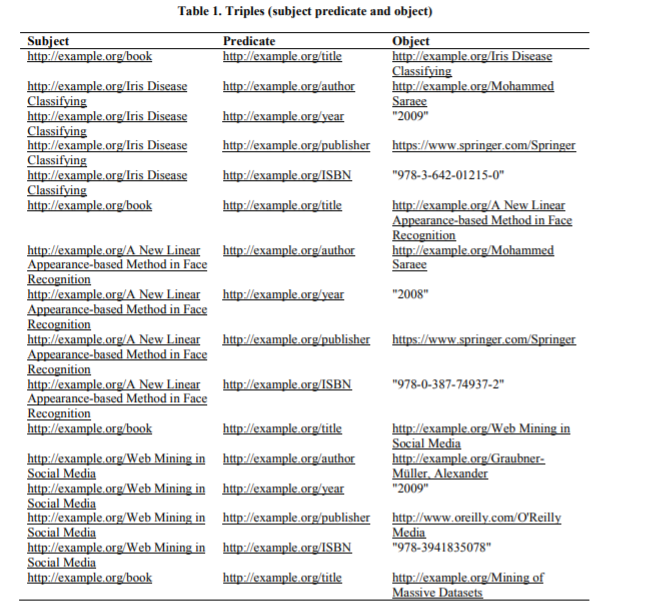 Table 1. Triples (subject predicate and object)
Subject Predicate Object
http://example.org/book http://example.org/title http://example.org/Iris Disease
Classifying
http://example.org/Iris Disease http://example.org/author http://example.org/Mohammed
Classifying Saraee
http://example.org/Iris Disease http://example.org/year "2009"
Classifying
http://example.org/Iris Disease http://example.org/publisher https://www.springer.com/Springer
Classifying
http://example.org/Iris Disease http://example.org/ISBN "978-3-642-01215-0"
Classifying
http://example.org/book http://example.org/title http://example.org/A New Linear
Appearance-based Method in Face
Recognition
http://example.org/A New Linear http://example.org/author http://example.org/Mohammed
Appearance-based Method in Face Saraee
Recognition
http://example.org/A New Linear http://example.org/year "2008"
Appearance-based Method in Face
Recognition
http://example.org/A New Linear http://example.org/publisher https://www.springer.com/Springer
Appearance-based Method in Face
Recognition
http://example.org/A New Linear http://example.org/ISBN "978-0-387-74937-2"
Appearance-based Method in Face
Recognition
http://example.org/book http://example.org/title http://example.org/Web Mining in
Social Media
http://example.org/Web Mining in http://example.org/author http://example.org/Graubner-
Social Media Müller, Alexander
http://example.org/Web Mining in http://example.org/year "2009"
Social Media
http://example.org/Web Mining in http://example.org/publisher http://www.oreilly.com/O'Reilly
Social Media Media
http://example.org/Web Mining in http://example.org/ISBN "978-3941835078"
Social Media
http://example.org/book http://example.org/title http://example.org/Mining of
Massive Datasets